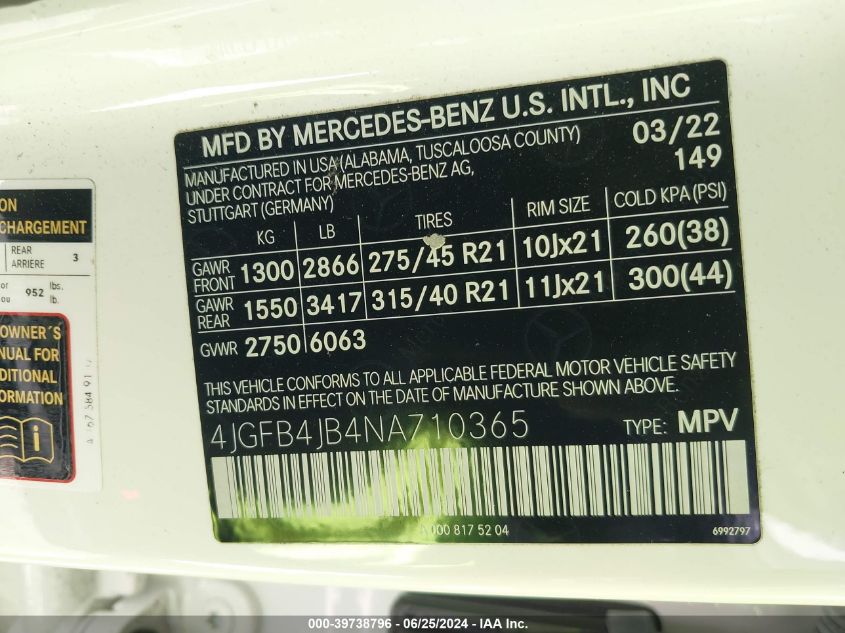 MFD BY MERCEDES-BENZ U.S. INTL., INC
MANUFACTURED IN USA (ALABAMA, TUSCALOOSA COUNTY) 03/22
UNDER CONTRACT FOR MERCEDES-BENZ AG, 149
STUTTGART (GERMANY)
KG LB TIRES RIM SIZE COLD KPA (PSI)
GAWR FRONT 1300 2866 275/45 R21 10Jx21 260(38)
GAWR REAR 1550 3417 315/40 R21 11Jx21 300(44)
GVWR 2750 6063
THIS VEHICLE CONFORMS TO ALL APPLICABLE FEDERAL MOTOR VEHICLE SAFETY
STANDARDS IN EFFECT ON THE DATE OF MANUFACTURE SHOWN ABOVE.
4JGFB4JB4NA710365 TYPE: MPV
A 000 817 52 04 6992797
ON
CHARGEMENT
REAR
ARRIERE 3
or 952 lbs.
ou lb.
OWNER´S
NUAL FOR
DITIONAL
ORMATION
000-39738796 - 06/25/2024 - IAA Inc.